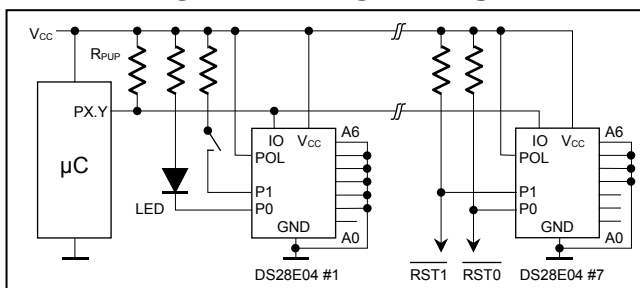 VCC
RPUP
PX.Y
IO
VCC
A6
IO
VCC
A6
µC
POL
POL
P1
P1
LED
P0
P0
GND
A0
GND
A0
DS28E04 #1
RST1
RST0
DS28E04 #7